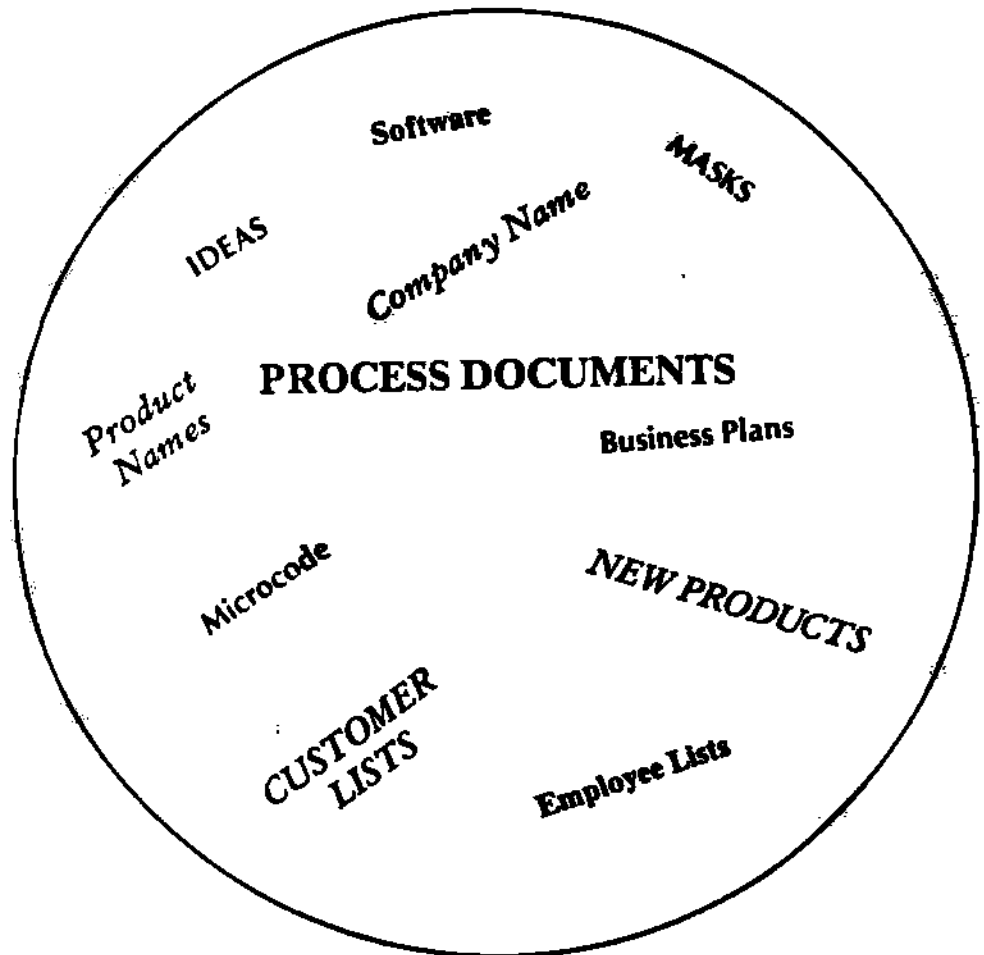 Software
MASKS
IDEAS
Company Name
PROCESS DOCUMENTS
Product
Names
Business Plans
Microcode
NEW PRODUCTS
CUSTOMER
LISTS
Employee Lists